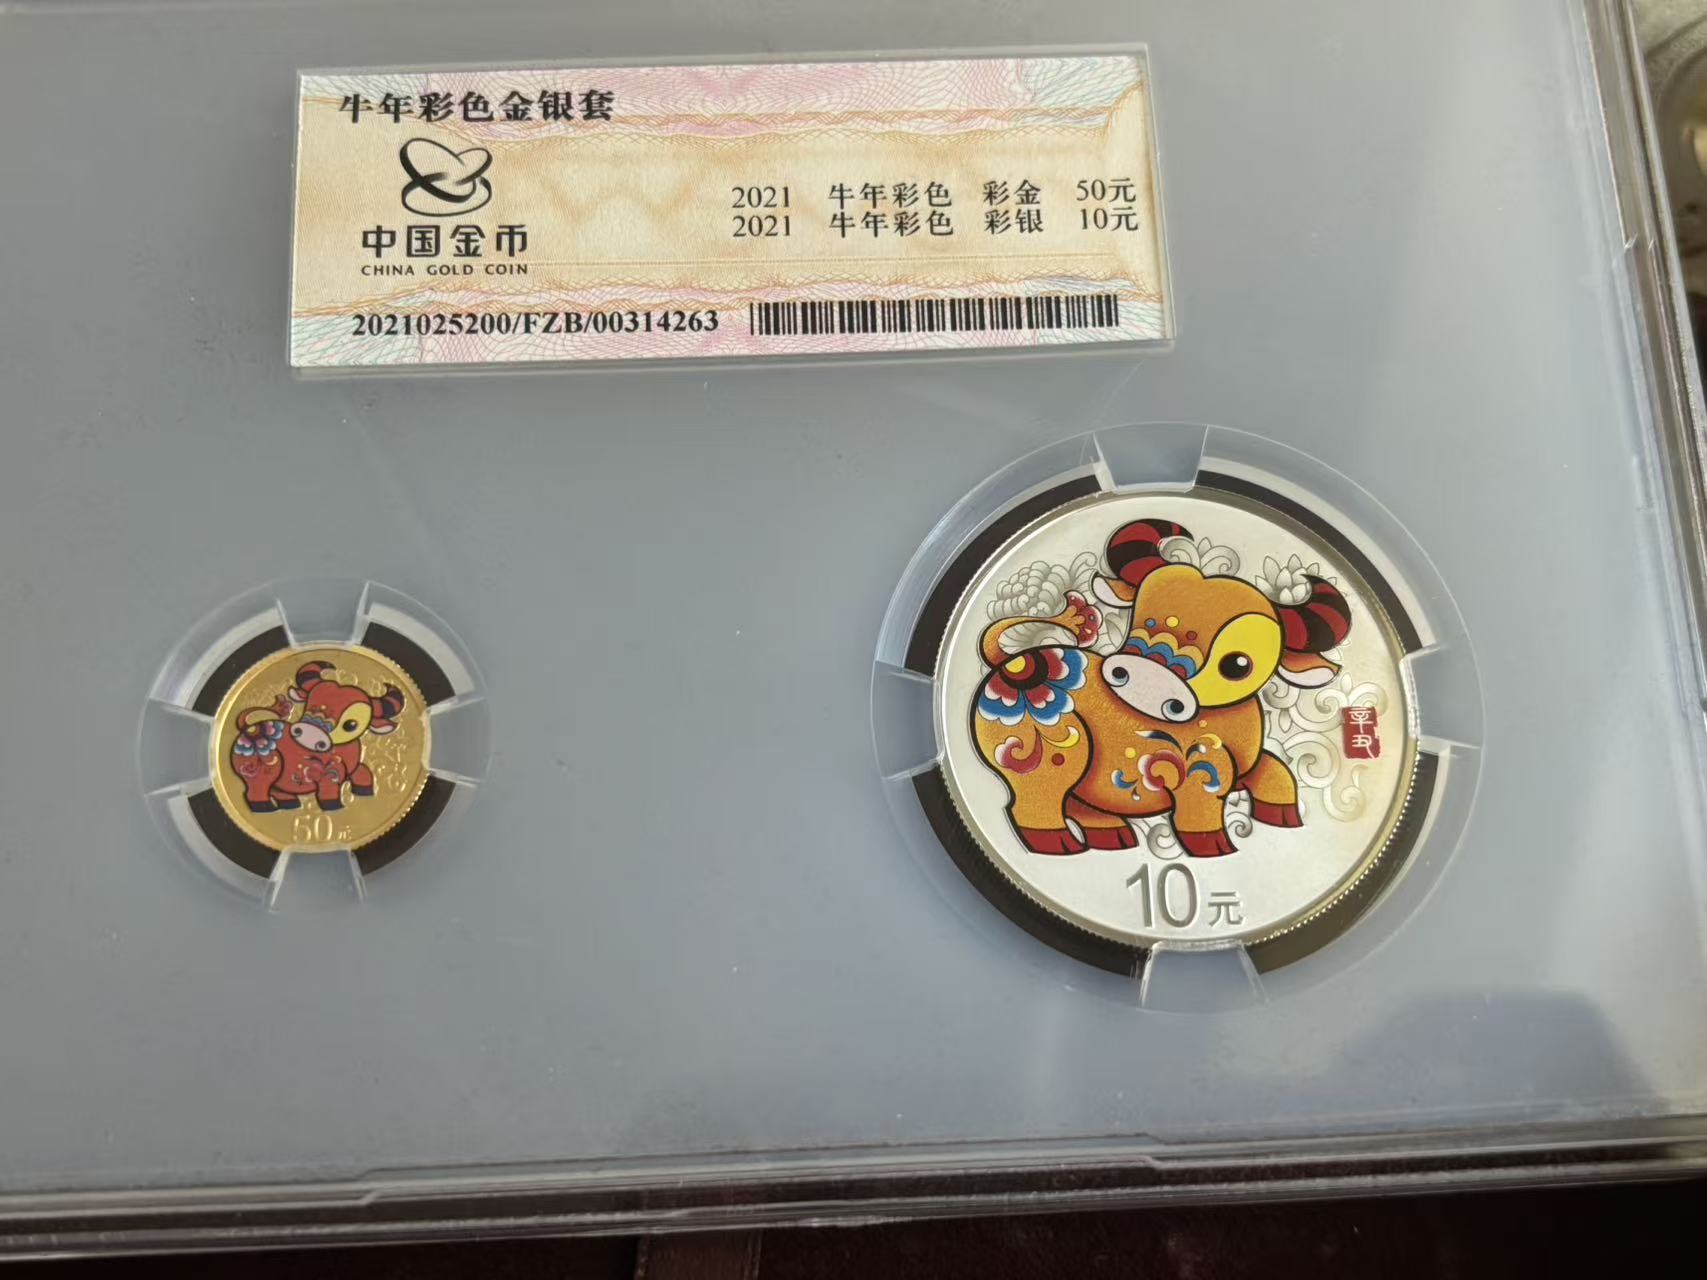 牛年彩色金银套
中国金币
CHINA GOLD COIN
2021 牛年彩色 彩金 50元
2021 牛年彩色 彩银 10元
2021025200/FZB/00314263
50元
辛丑
10元